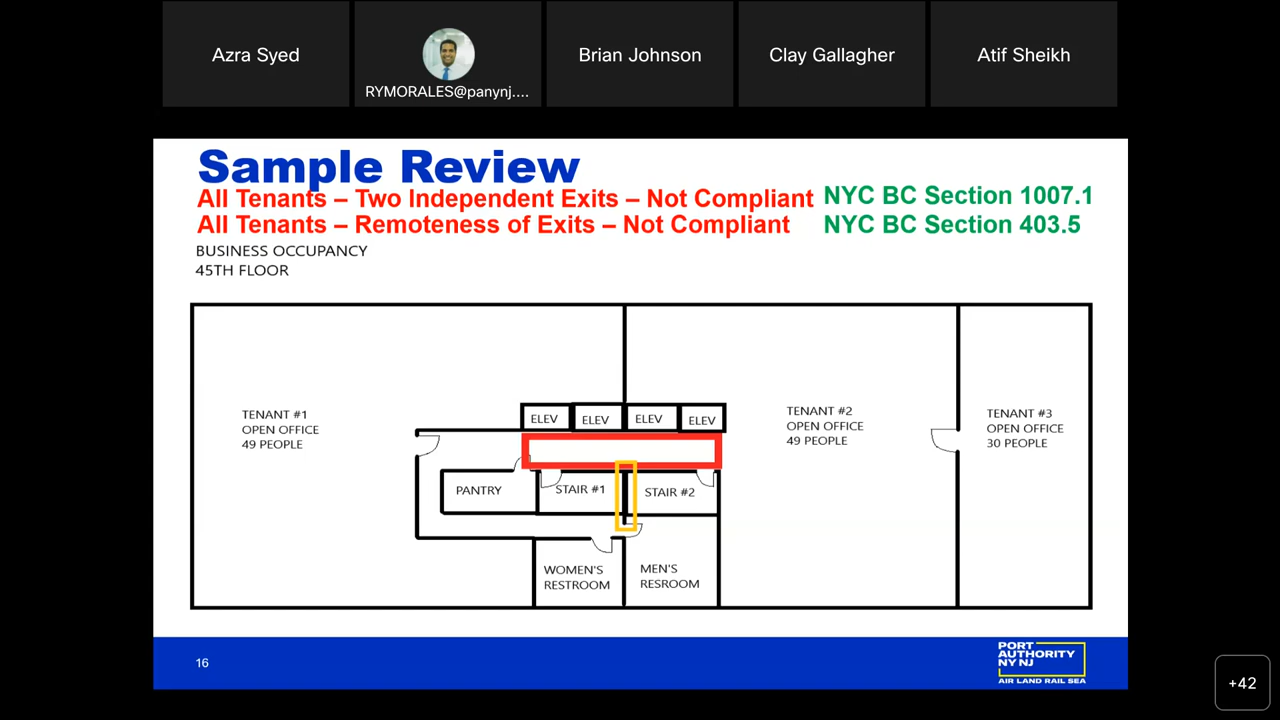 Azra Syed
RYMORALES@panynj....
Brian Johnson
Clay Gallagher
Atif Sheikh
Sample Review
All Tenants – Two Independent Exits – Not Compliant NYC BC Section 1007.1
All Tenants – Remoteness of Exits – Not Compliant NYC BC Section 403.5
BUSINESS OCCUPANCY
45TH FLOOR
TENANT #1
OPEN OFFICE
49 PEOPLE
ELEV
ELEV
ELEV
ELEV
TENANT #2
OPEN OFFICE
49 PEOPLE
TENANT #3
OPEN OFFICE
30 PEOPLE
PANTRY
STAIR #1
STAIR #2
WOMEN'S
RESTROOM
MEN'S
RESROOM
16
PORT
AUTHORITY
NY NJ
AIR LAND RAIL SEA
+42